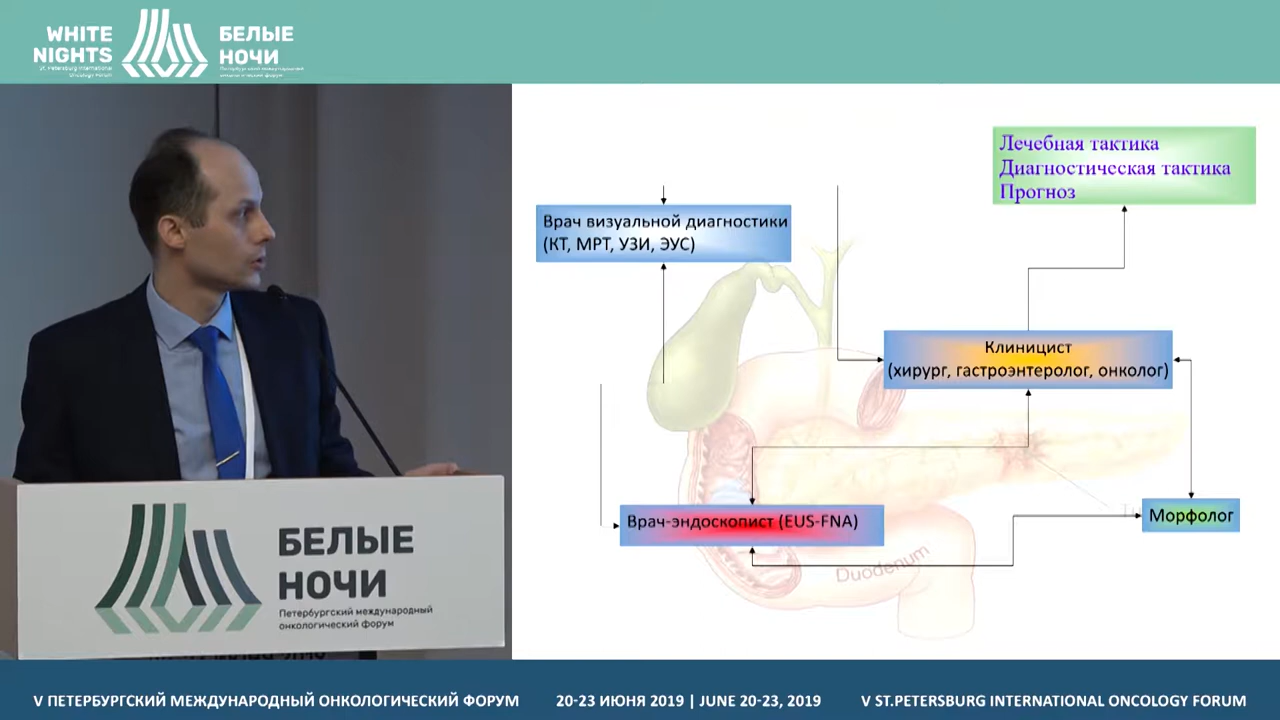 WHITE
NIGHTS
St. Petersburg International
Oncology Forum
БЕЛЫЕ
НОЧИ
Петербургский международный
онкологический форум
Лечебная тактика
Диагностическая тактика
Прогноз
Врач визуальной диагностики
(КТ, МРТ, УЗИ, ЭУС)
Клиницист
(хирург, гастроэнтеролог, онколог)
Врач-эндоскопист (EUS-FNA)
Морфолог
Duodenum
БЕЛЫЕ
НОЧИ
Петербургский международный
онкологический форум
V ПЕТЕРБУРГСКИЙ МЕЖДУНАРОДНЫЙ ОНКОЛОГИЧЕСКИЙ ФОРУМ
20-23 ИЮНЯ 2019 | JUNE 20-23, 2019
V ST.PETERSBURG INTERNATIONAL ONCOLOGY FORUM